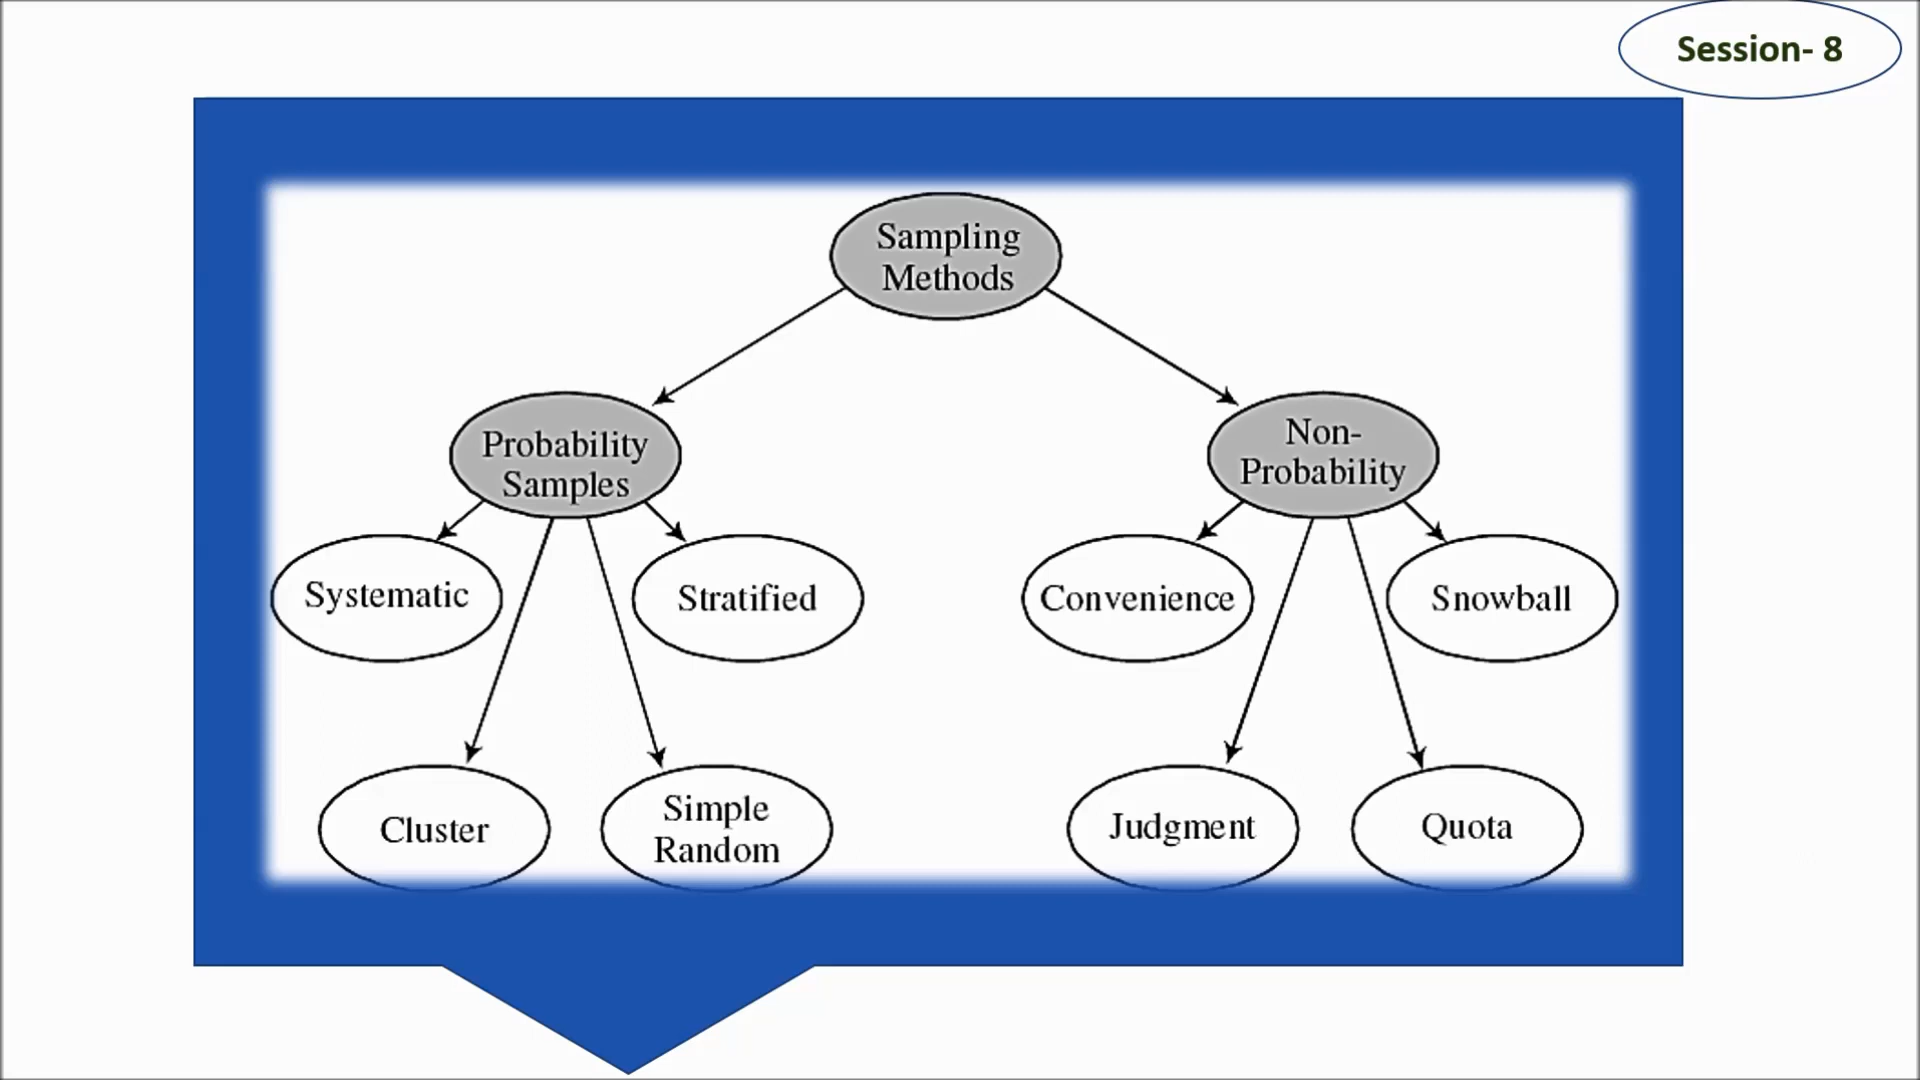 Session- 8
Sampling
Methods
Probability
Samples
Non-
Probability
Systematic
Stratified
Convenience
Snowball
Cluster
Simple
Random
Judgment
Quota